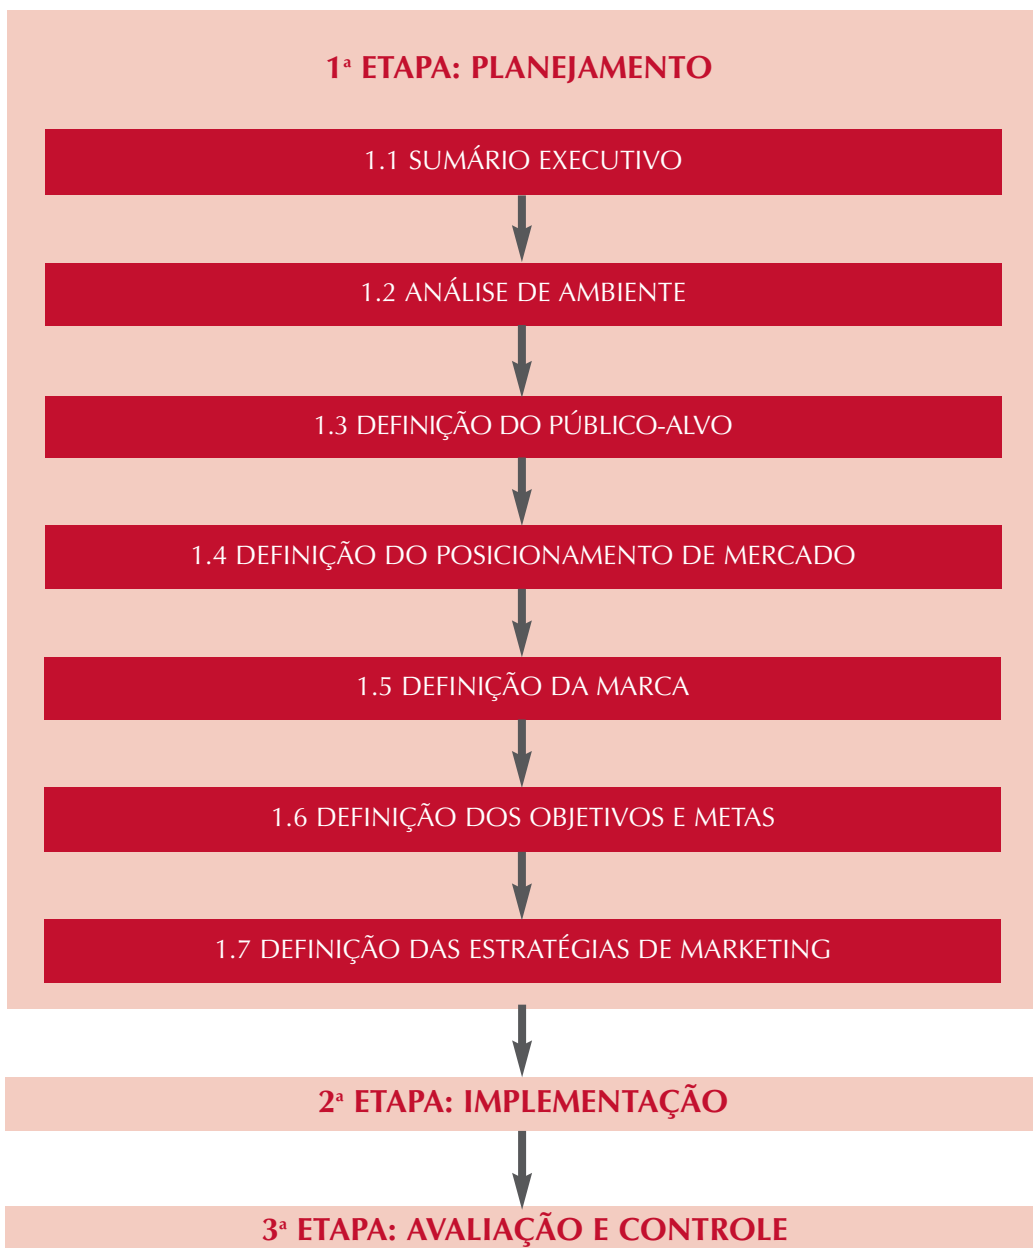 1ª ETAPA: PLANEJAMENTO
1.1 SUMÁRIO EXECUTIVO
1.2 ANÁLISE DE AMBIENTE
1.3 DEFINIÇÃO DO PÚBLICO-ALVO
1.4 DEFINIÇÃO DO POSICIONAMENTO DE MERCADO
1.5 DEFINIÇÃO DA MARCA
1.6 DEFINIÇÃO DOS OBJETIVOS E METAS
1.7 DEFINIÇÃO DAS ESTRATÉGIAS DE MARKETING
2ª ETAPA: IMPLEMENTAÇÃO
3ª ETAPA: AVALIAÇÃO E CONTROLE